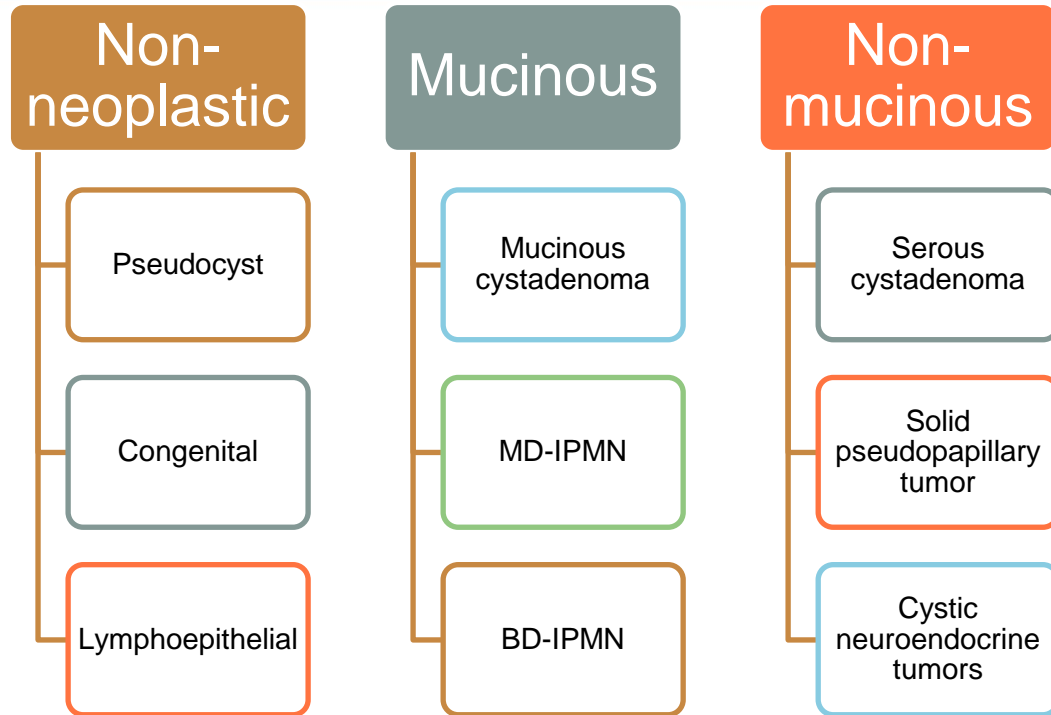 Non-
neoplastic
Pseudocyst
Congenital
Lymphoepithelial
Mucinous
Mucinous
cystadenoma
MD-IPMN
BD-IPMN
Non-
mucinous
Serous
cystadenoma
Solid
pseudopapillary
tumor
Cystic
neuroendocrine
tumors